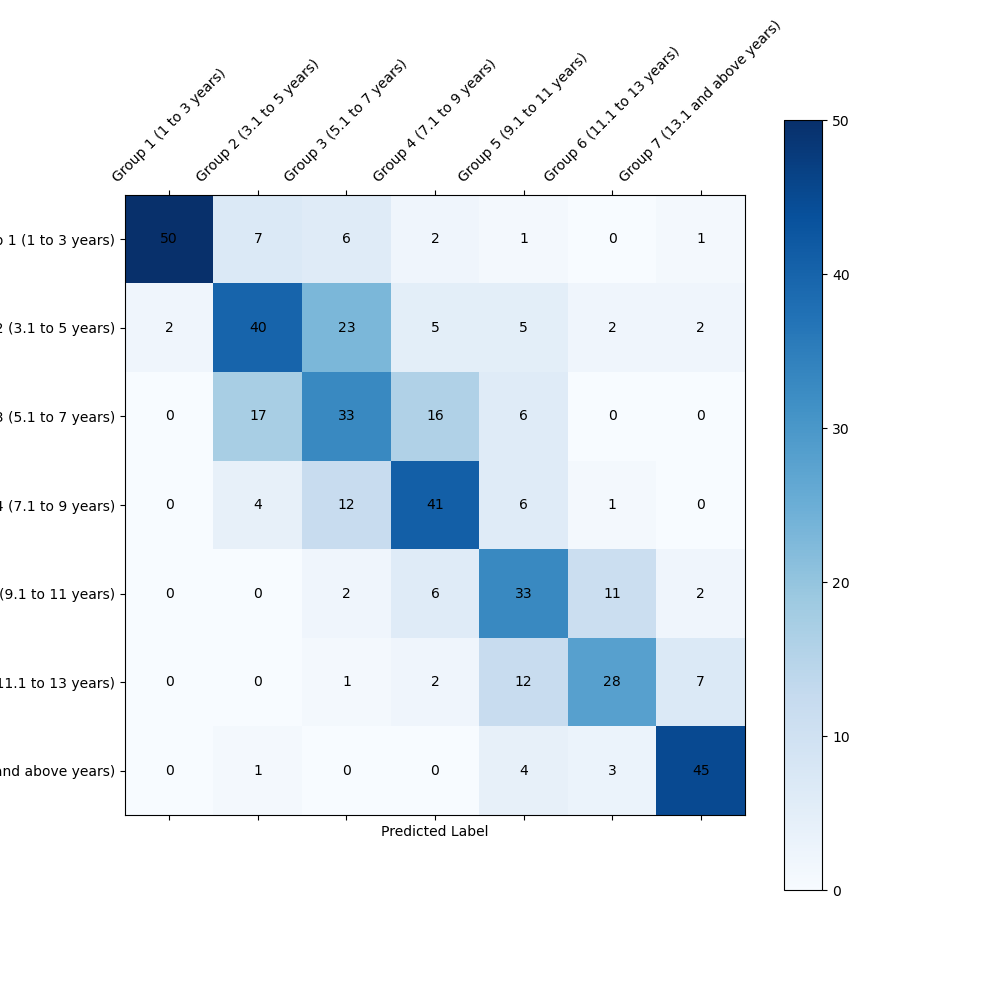 Group 1 (1 to 3 years)
Group 2 (3.1 to 5 years)
Group 3 (5.1 to 7 years)
Group 4 (7.1 to 9 years)
Group 5 (9.1 to 11 years)
Group 6 (11.1 to 13 years)
Group 7 (13.1 and above years)
1 (1 to 3 years) 50 7 6 2 1 0 1
(3.1 to 5 years) 2 40 23 5 5 2 2
(5.1 to 7 years) 0 17 33 16 6 0 0
(7.1 to 9 years) 0 4 12 41 6 1 0
(9.1 to 11 years) 0 0 2 6 33 11 2
11.1 to 13 years) 0 0 1 2 12 28 7
and above years) 0 1 0 0 4 3 45
Predicted Label
50
40
30
20
10
0